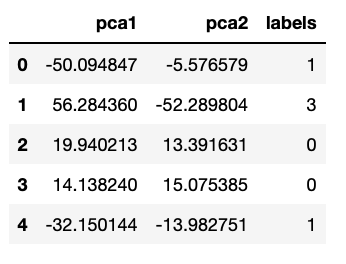 pca1 pca2 labels
0 -50.094847 -5.576579 1
1 56.284360 -52.289804 3
2 19.940213 13.391631 0
3 14.138240 15.075385 0
4 -32.150144 -13.982751 1